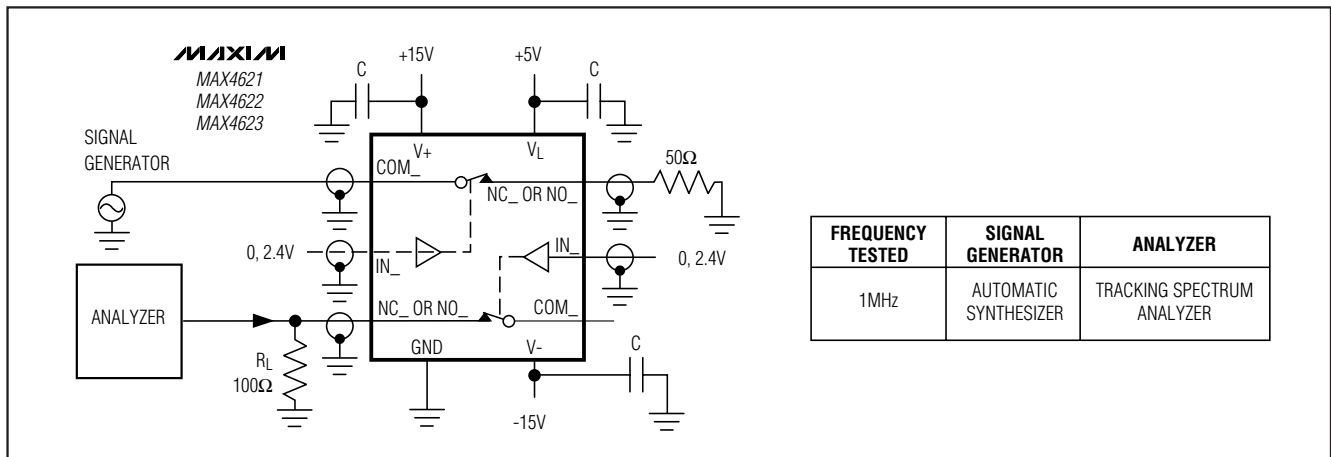 MAXIM
MAX4621
MAX4622
MAX4623
+15V
+5V
C
C
SIGNAL
GENERATOR
V+
VL
COM_
50Ω
NC_ OR NO_
0, 2.4V
IN_
IN_
0, 2.4V
ANALYZER
NC_ OR NO_
COM_
RL
100Ω
GND
V-
C
-15V
FREQUENCY
TESTED
SIGNAL
GENERATOR
ANALYZER
1MHz
AUTOMATIC
SYNTHESIZER
TRACKING SPECTRUM
ANALYZER